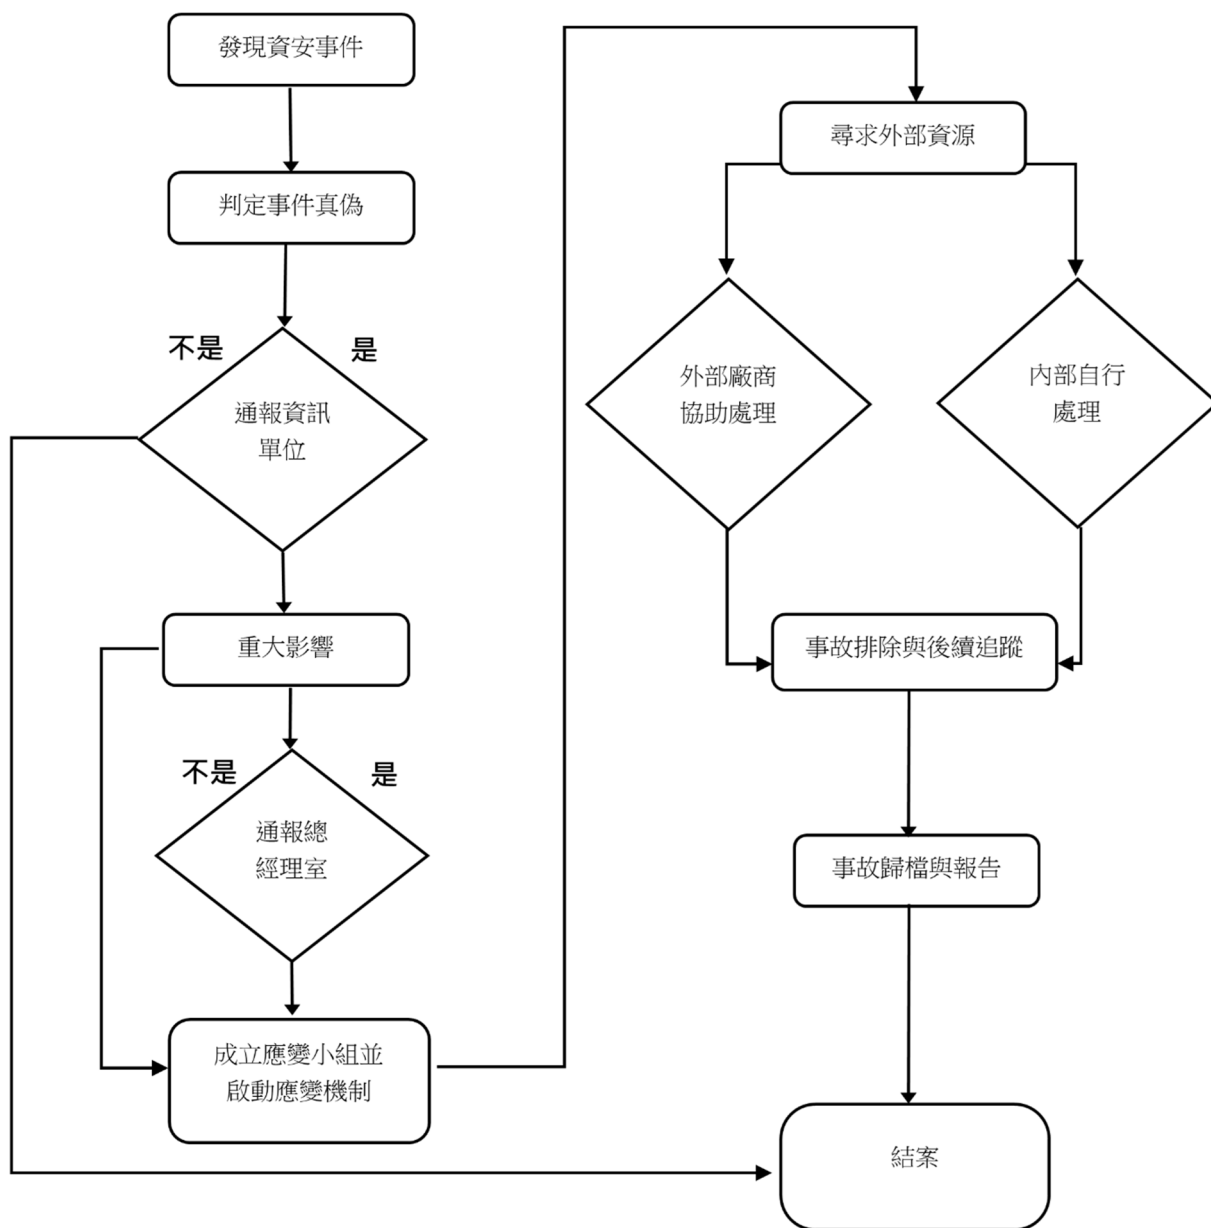 發現資安事件
判定事件真偽
不是
是
通報資訊
單位
重大影響
不是
是
通報總
經理室
成立應變小組並
啟動應變機制
尋求外部資源
外部廠商
協助處理
內部自行
處理
事故排除與後續追蹤
事故歸檔與報告
結案